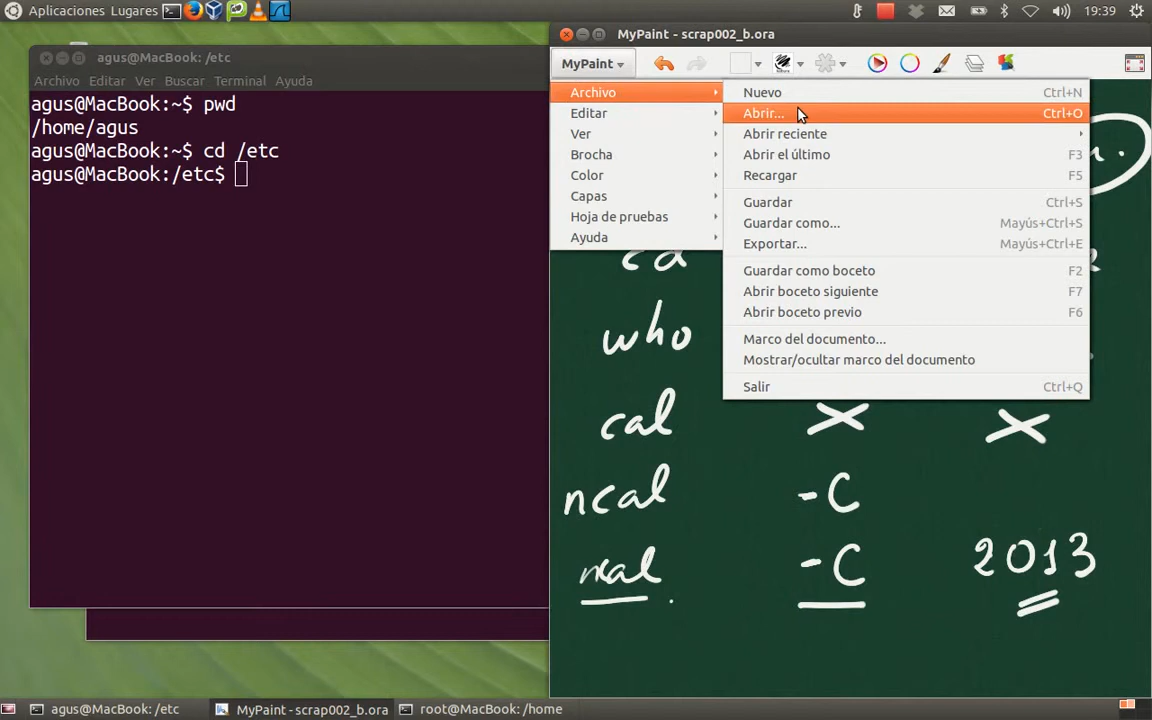 Aplicaciones Lugares
19:39
agus@MacBook: /etc
Archivo Editar Ver Buscar Terminal Ayuda
agus@MacBook:~$ pwd
/home/agus
agus@MacBook:~$ cd /etc
agus@MacBook:/etc$
MyPaint - scrap002_b.ora
MyPaint
Archivo
Editar
Ver
Brocha
Color
Capas
Hoja de pruebas
Ayuda
Nuevo Ctrl+N
Abrir... Ctrl+O
Abrir reciente
Abrir el último F3
Recargar F5
Guardar Ctrl+S
Guardar como... Mayús+Ctrl+S
Exportar... Mayús+Ctrl+E
Guardar como boceto F2
Abrir boceto siguiente F7
Abrir boceto previo F6
Marco del documento...
Mostrar/ocultar marco del documento
Salir Ctrl+Q
cd
who
cal X X
ncal -C
ncal -C 2013
agus@MacBook: /etc
MyPaint - scrap002_b.ora
root@MacBook: /home